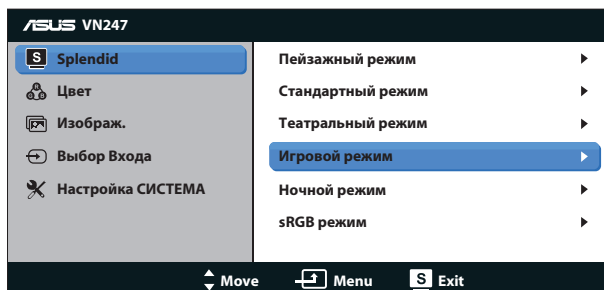 ASUS VN247
S Splendid
Цвет
Изображ.
Выбор Входа
Настройка СИСТЕМА
Пейзажный режим
Стандартный режим
Театральный режим
Игровой режим
Ночной режим
sRGB режим
Move Menu S Exit